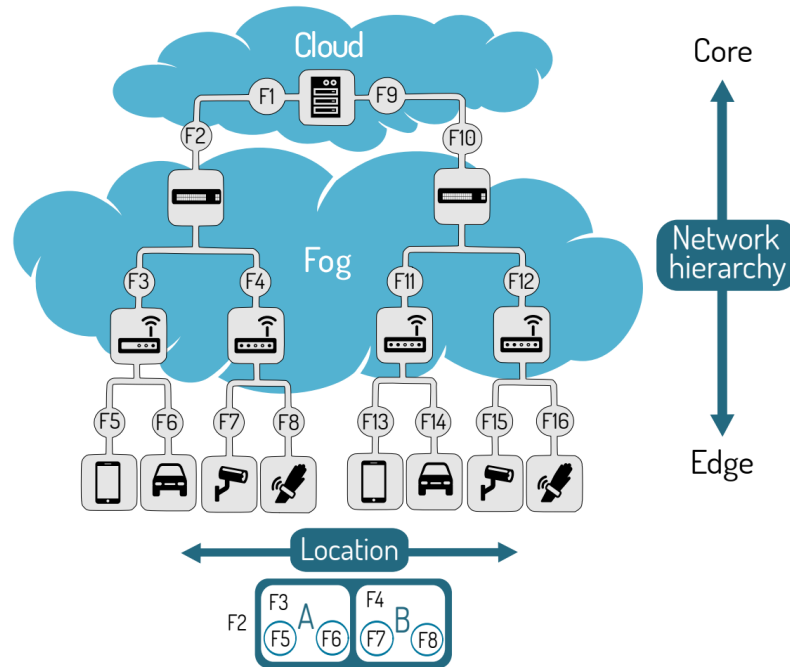 Cloud
Core
F1
F9
F2
F10
Fog
Network
hierarchy
F3
F4
F11
F12
F5
F6
F7
F8
F13
F14
F15
F16
Edge
Location
F2
F3
A
F5
F6
F4
B
F7
F8